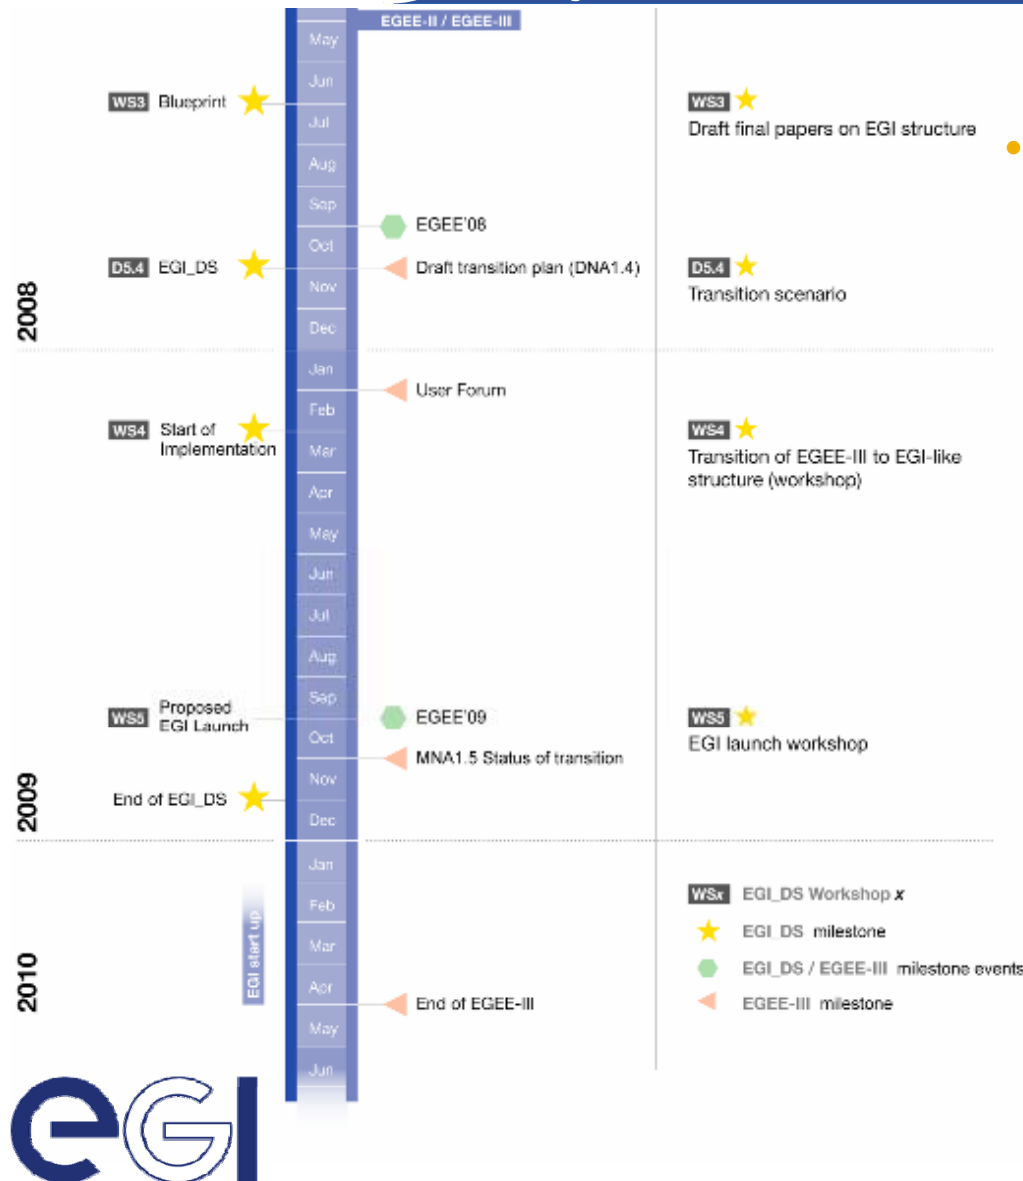 EGEE-II / EGEE-III
May
Jun
WS3 Blueprint
Jul
Aug
Sep
EGEE'08
Oct
D5.4 EGI_DS
Draft transition plan (DNA1.4)
Nov
Dec
2008
Jan
User Forum
Feb
WS4 Start of
Implementation
Mar
Apr
May
Jun
Jul
Aug
Sep
WS5 Proposed
EGI Launch
EGEE'09
Oct
MNA1.5 Status of transition
Nov
End of EGI_DS
Dec
2009
Jan
Feb
Mar
Apr
End of EGEE-III
May
Jun
EGI start up
2010
WS3
Draft final papers on EGI structure
D5.4
Transition scenario
WS4
Transition of EGEE-III to EGI-like
structure (workshop)
WS5
EGI launch workshop
WSx EGI_DS Workshop x
EGI_DS milestone
EGI_DS / EGEE-III milestone events
EGEE-III milestone
eGI